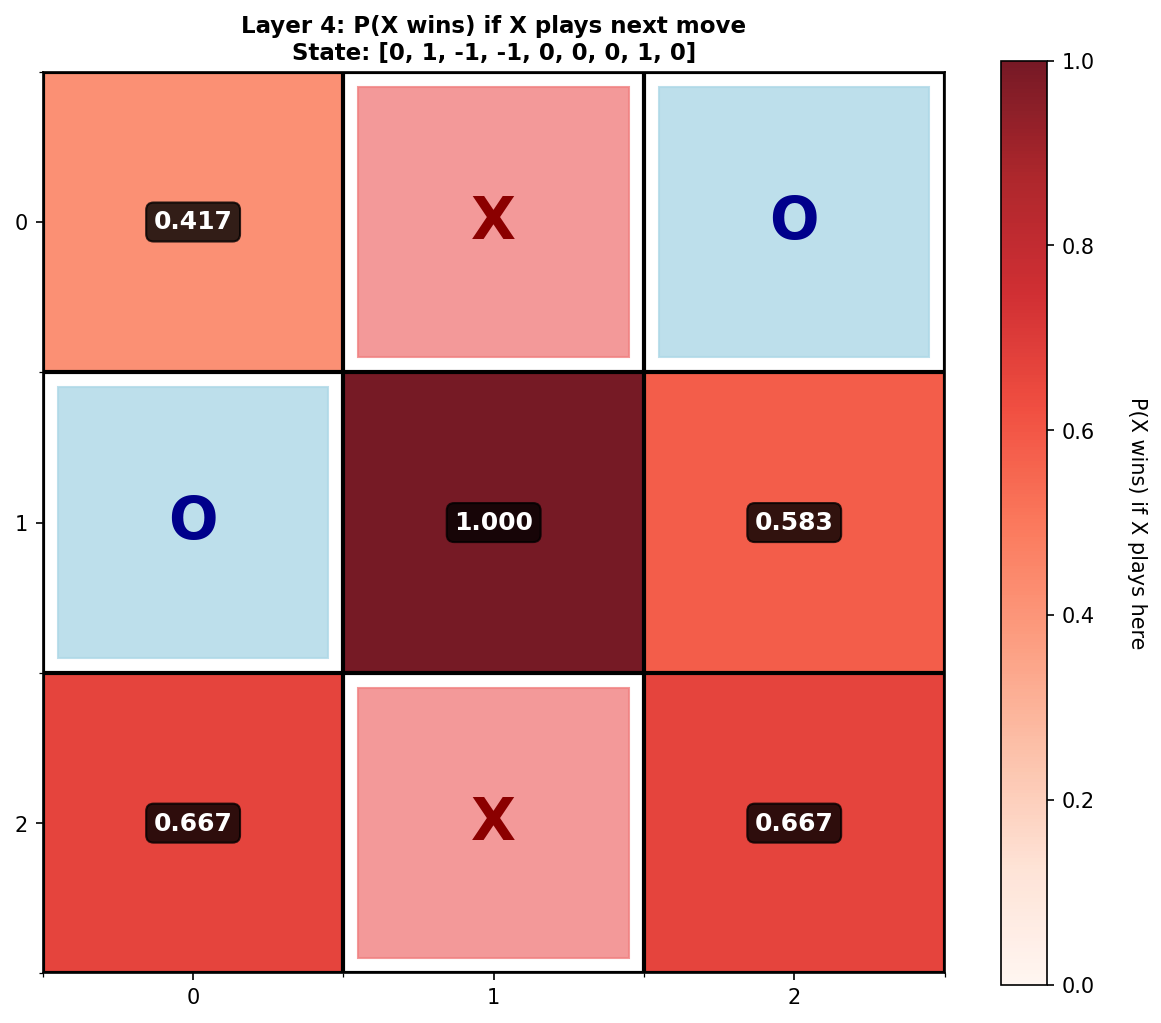 Layer 4: P(X wins) if X plays next move
State: [0, 1, -1, -1, 0, 0, 0, 1, 0]
0
0.417
X
O
1
O
1.000
0.583
2
0.667
X
0.667
0
1
2
1.0
0.8
0.6
0.4
0.2
0.0
P(X wins) if X plays here